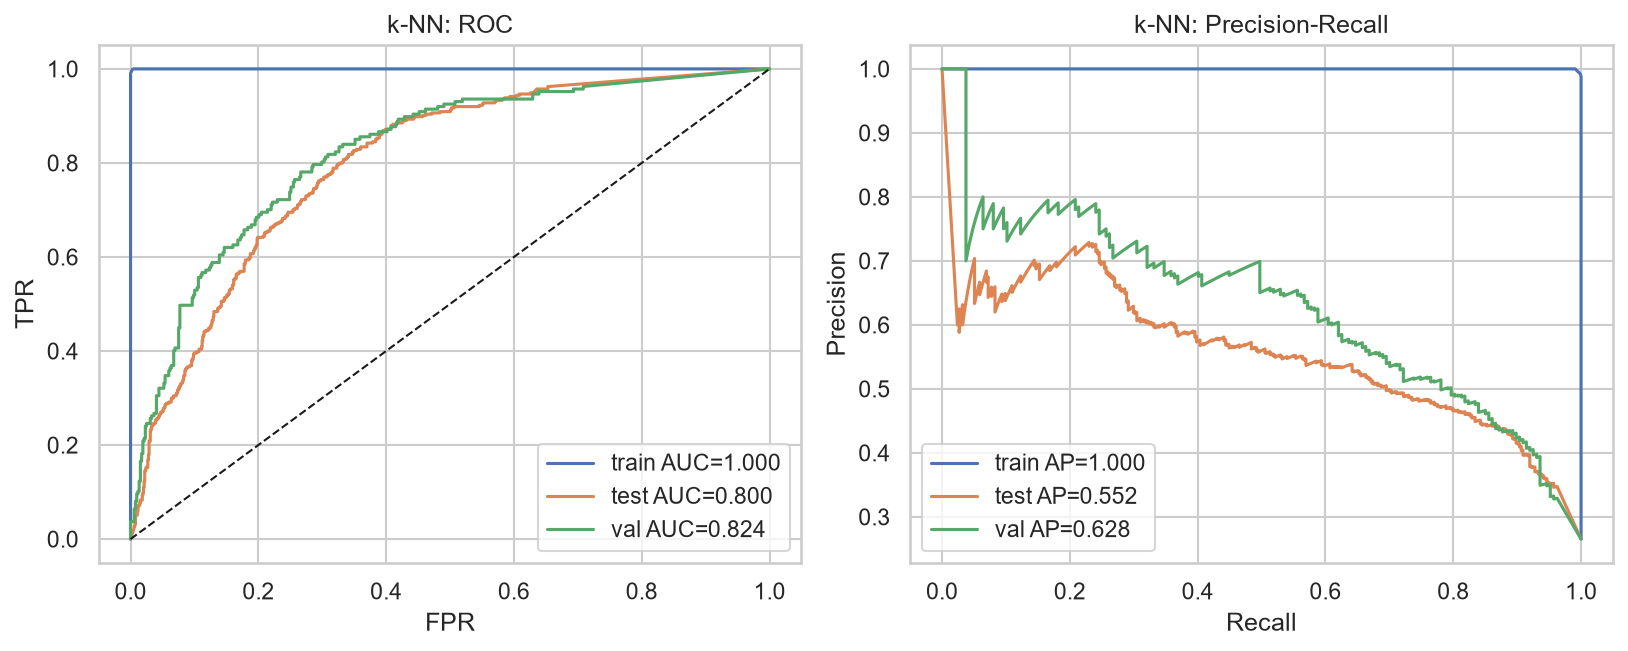 k-NN: ROC
1.0
0.8
0.6
0.4
0.2
0.0
TPR
0.0 0.2 0.4 0.6 0.8 1.0
FPR
train AUC=1.000
test AUC=0.800
val AUC=0.824
k-NN: Precision-Recall
1.0
0.9
0.8
0.7
0.6
0.5
0.4
0.3
Precision
0.0 0.2 0.4 0.6 0.8 1.0
Recall
train AP=1.000
test AP=0.552
val AP=0.628